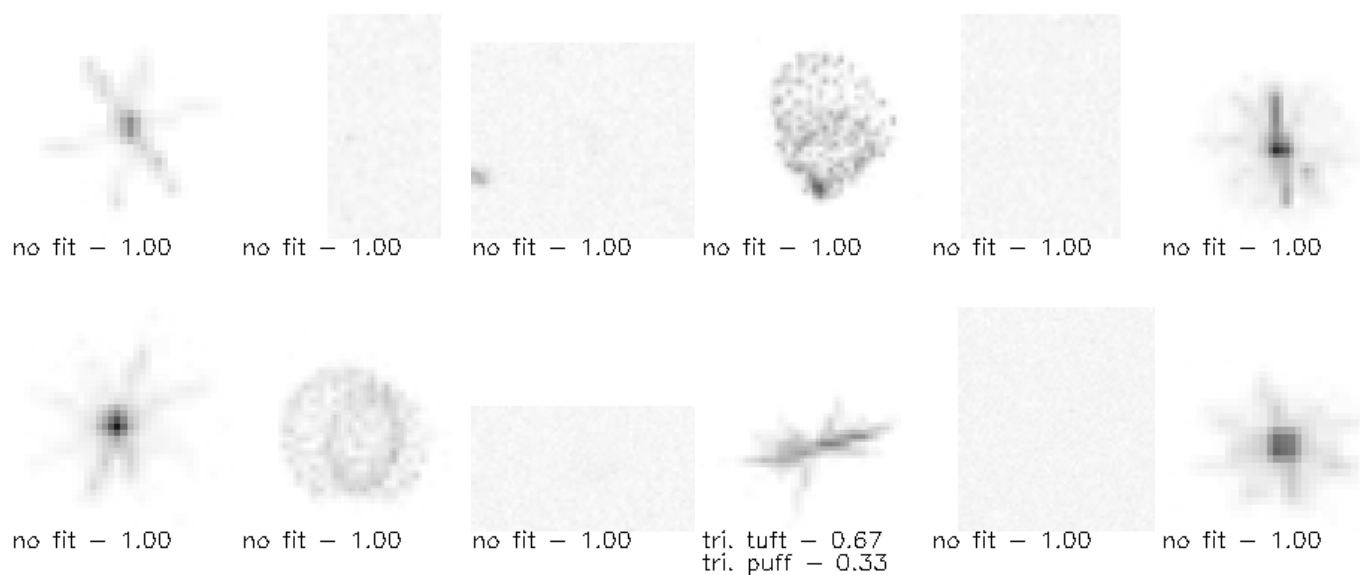 no fit – 1.00
no fit – 1.00
no fit – 1.00
no fit – 1.00
no fit – 1.00
no fit – 1.00
no fit – 1.00
no fit – 1.00
no fit – 1.00
tri. tuft – 0.67
tri. puff – 0.33
no fit – 1.00
no fit – 1.00